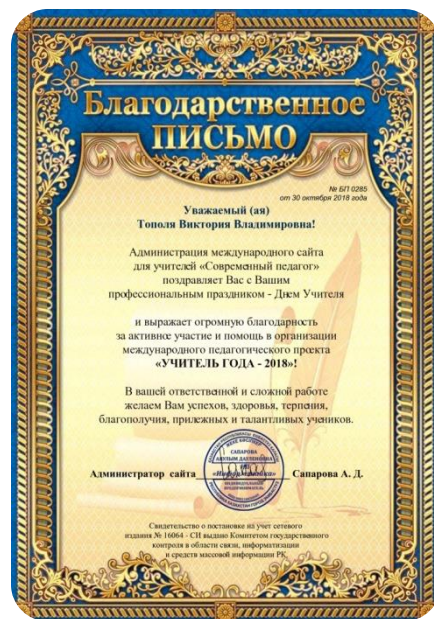 Благодарственное
ПИСЬМО
№ БП 0285
от 30 октября 2018 года
Уважаемый (ая)
Тополя Виктория Владимировна!
Администрация международного сайта
для учителей «Современный педагог»
поздравляет Вас с Вашим
профессиональным праздником - Днем Учителя
и выражает огромную благодарность
за активное участие и помощь в организации
международного педагогического проекта
«УЧИТЕЛЬ ГОДА - 2018»!
В вашей ответственной и сложной работе
желаем Вам успехов, здоровья, терпения,
благополучия, прилежных и талантливых учеников.
САПАРОВА
Администратор сайта «Информатика» Сапарова А. Д.
ИНДИВИДУАЛЬНЫЙ
ПРЕДПРИНИМАТЕЛЬ
Свидетельство о постановке на учет сетевого
издания № 16064 - СИ выдано Комитетом государственного
контроля в области связи, информатизации
и средств массовой информации РК.